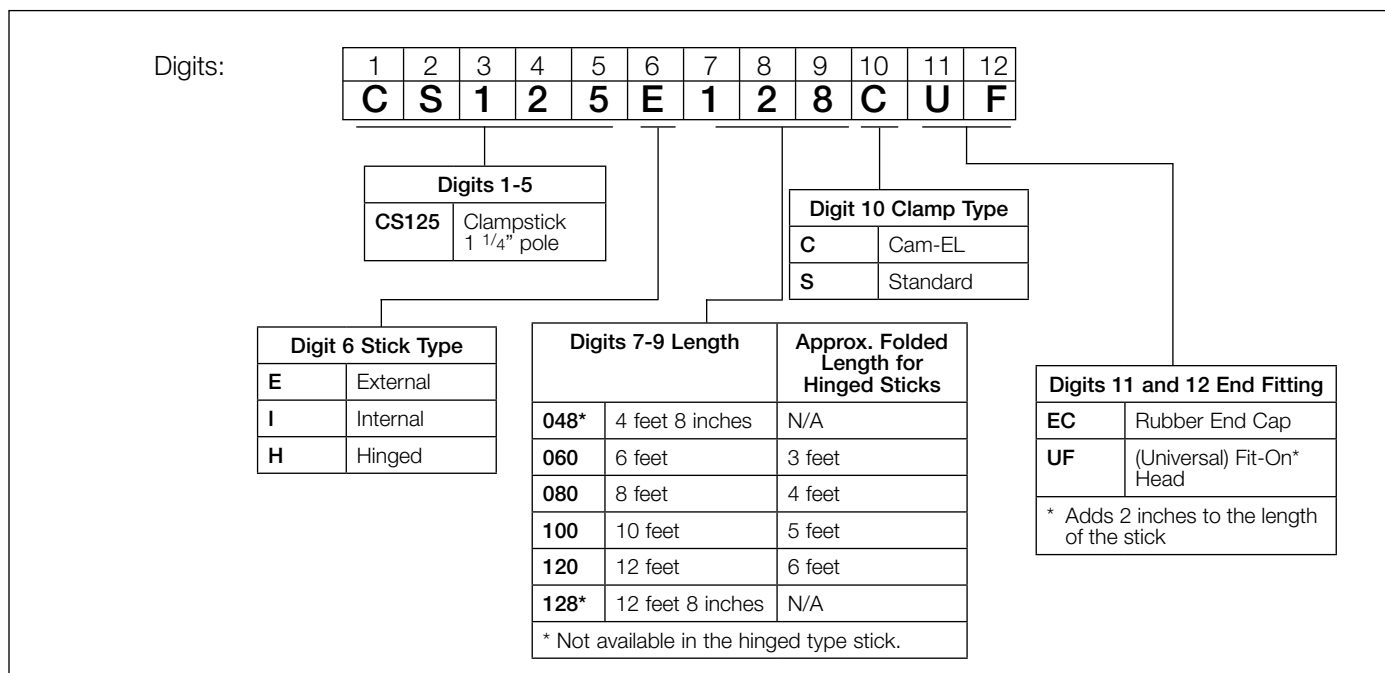 Digits:
1 2 3 4 5 6 7 8 9 10 11 12
C S 1 2 5 E 1 2 8 C U F
Digits 1-5
CS125 Clampstick
1 1/4” pole
Digit 10 Clamp Type
C Cam-EL
S Standard
Digit 6 Stick Type
E External
I Internal
H Hinged
Digits 7-9 Length Approx. Folded
Length for
Hinged Sticks
048* 4 feet 8 inches N/A
060 6 feet 3 feet
080 8 feet 4 feet
100 10 feet 5 feet
120 12 feet 6 feet
128* 12 feet 8 inches N/A
* Not available in the hinged type stick.
Digits 11 and 12 End Fitting
EC Rubber End Cap
UF (Universal) Fit-On*
Head
* Adds 2 inches to the length
of the stick